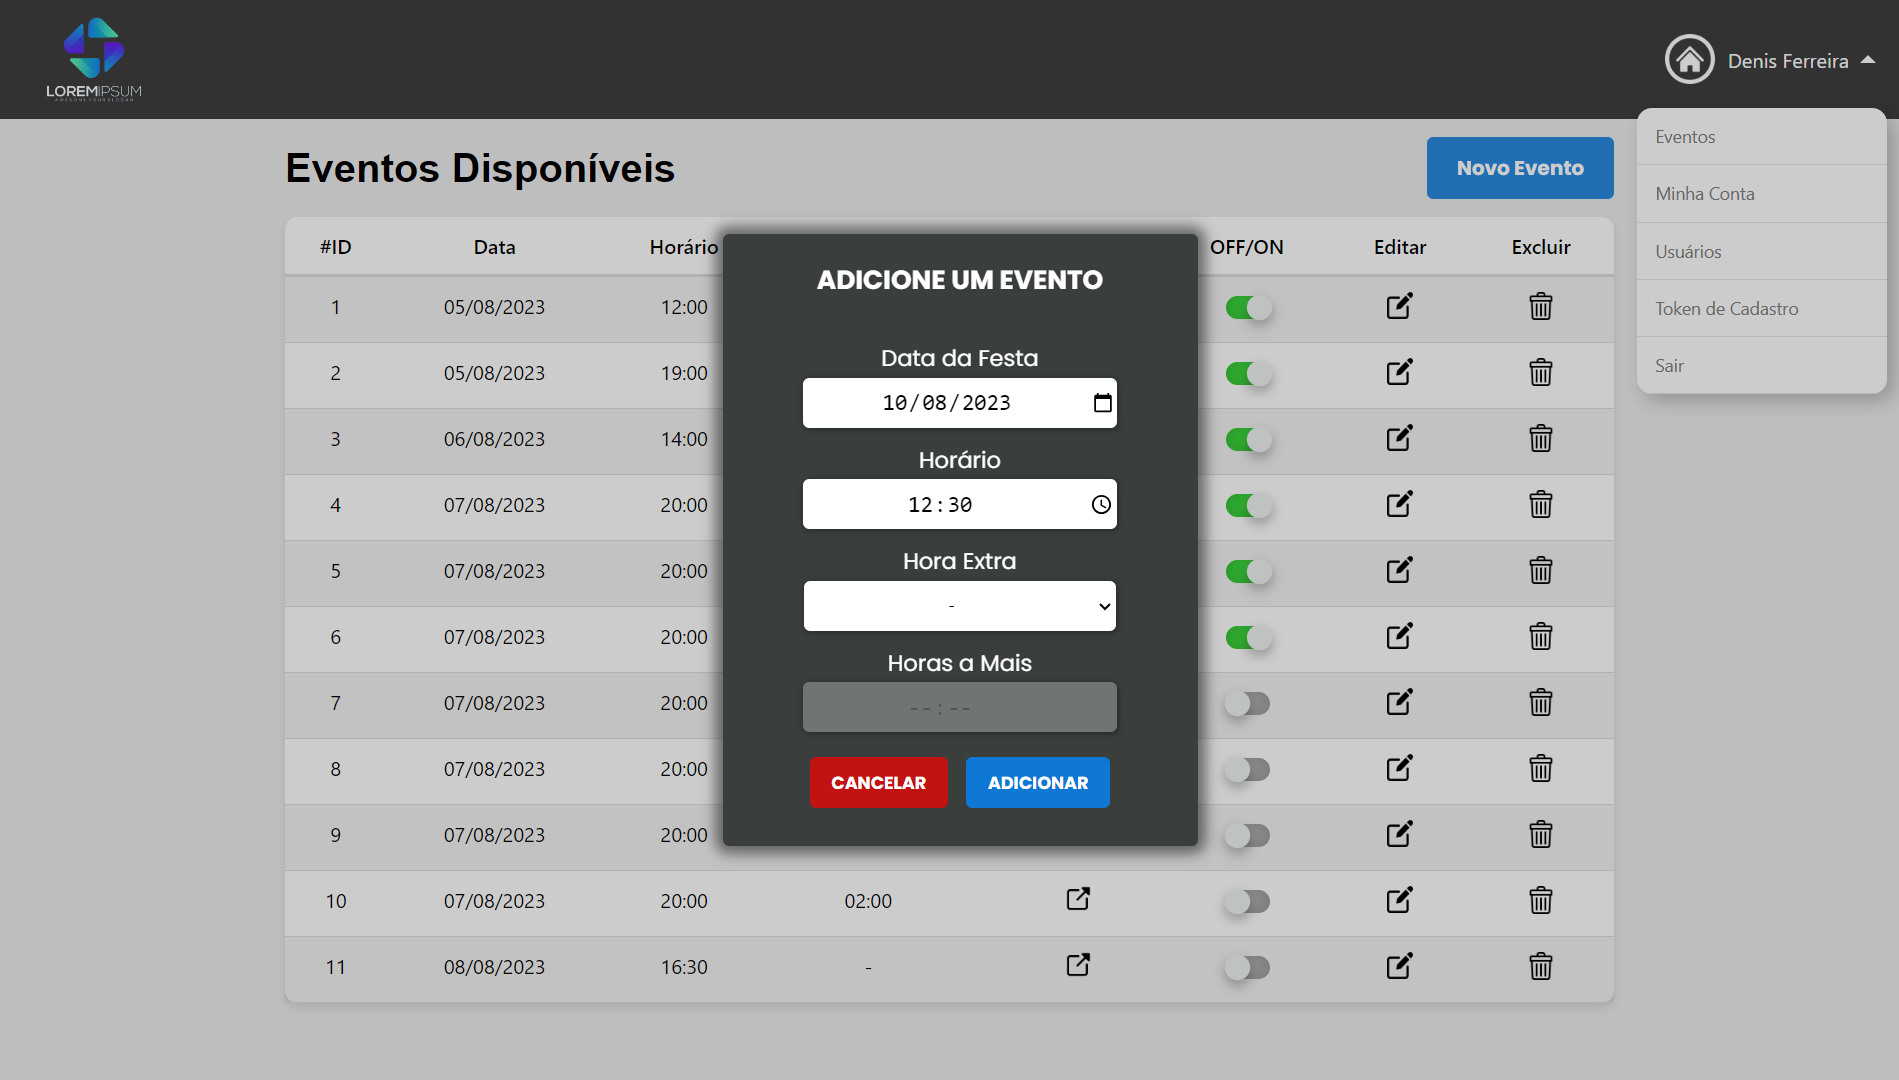 LOREMIPSUM
Denis Ferreira
Eventos
Minha Conta
Usuários
Token de Cadastro
Sair
Eventos Disponíveis
Novo Evento
#ID Data Horário OFF/ON Editar Excluir
1 05/08/2023 12:00
2 05/08/2023 19:00
3 06/08/2023 14:00
4 07/08/2023 20:00
5 07/08/2023 20:00
6 07/08/2023 20:00
7 07/08/2023 20:00
8 07/08/2023 20:00
9 07/08/2023 20:00
10 07/08/2023 20:00 02:00
11 08/08/2023 16:30 -
ADICIONE UM EVENTO
Data da Festa
10/08/2023
Horário
12:30
Hora Extra
-
Horas a Mais
--:--
CANCELAR ADICIONAR